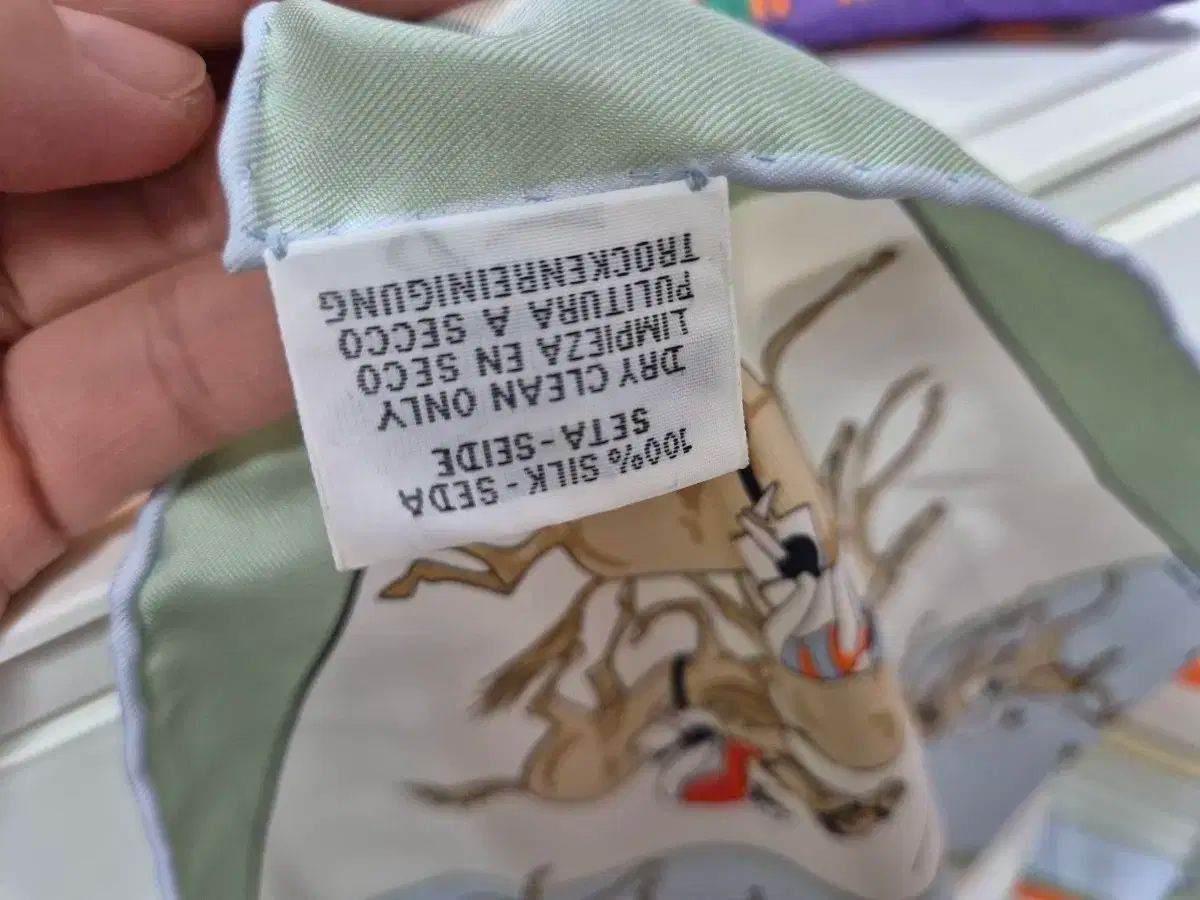 100% SILK - SEDA
SETA - SEIDE
DRY CLEAN ONLY
LIMPIEZA EN SECO
PULITURA A SECCO
TROCKENREINIGUNG